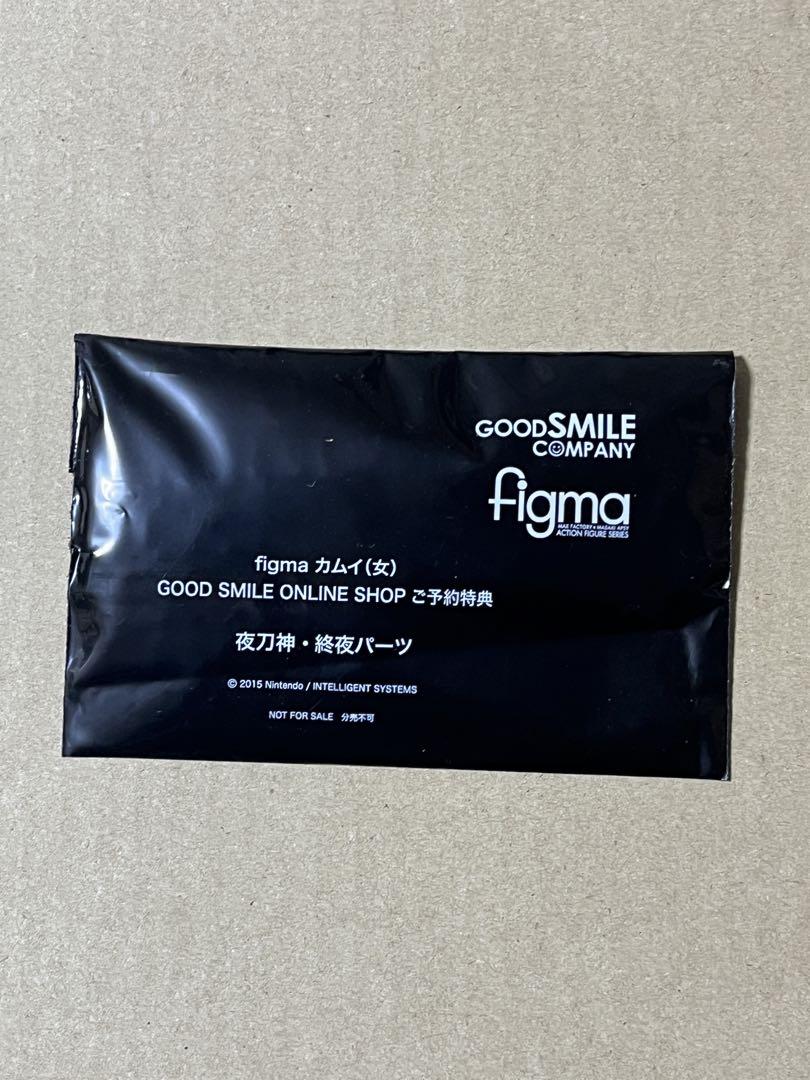 GOODSMILE
COMPANY
figma
MAX FACTORY × MASAKI APSY
ACTION FIGURE SERIES
figma カムイ(女)
GOOD SMILE ONLINE SHOP ご予約特典
夜刀神・終夜パーツ
© 2015 Nintendo / INTELLIGENT SYSTEMS
NOT FOR SALE 分売不可